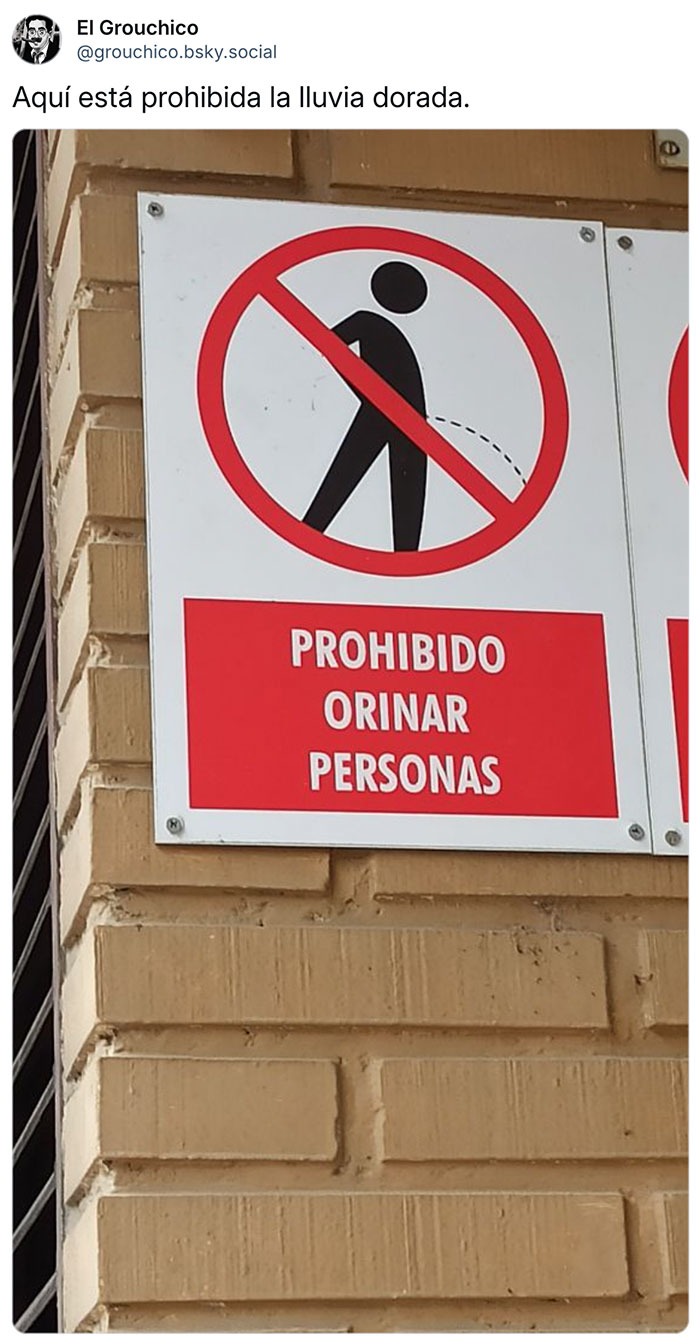 El Grouchico
@grouchico.bsky.social
Aquí está prohibida la lluvia dorada.
PROHIBIDO
ORINAR
PERSONAS